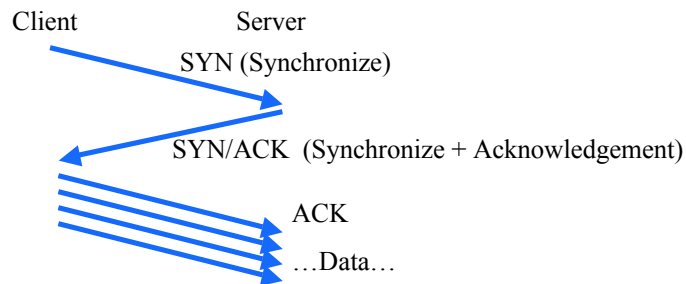 Client Server
SYN (Synchronize)
SYN/ACK (Synchronize + Acknowledgement)
ACK
…Data…